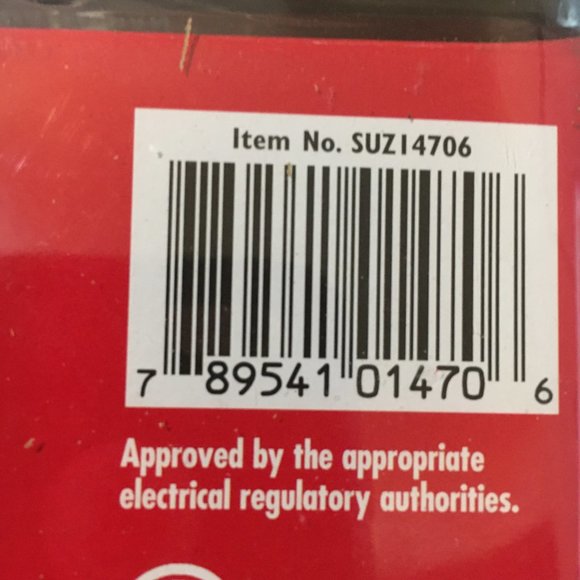 Item No. SUZ14706
7 89541 01470 6
Approved by the appropriate
electrical regulatory authorities.